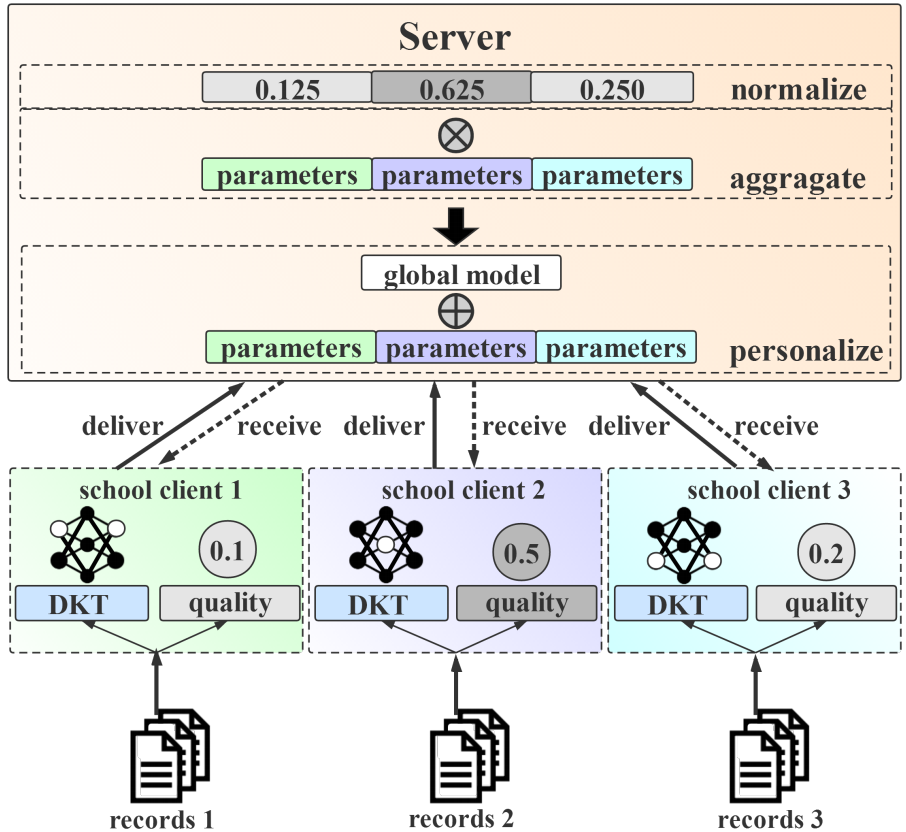 Server
0.125 0.625 0.250 normalize
parameters parameters parameters
aggragate
global model
parameters parameters parameters
personalize
deliver receive deliver receive deliver receive
school client 1 school client 2 school client 3
0.1 0.5 0.2
DKT quality DKT quality DKT quality
records 1 records 2 records 3